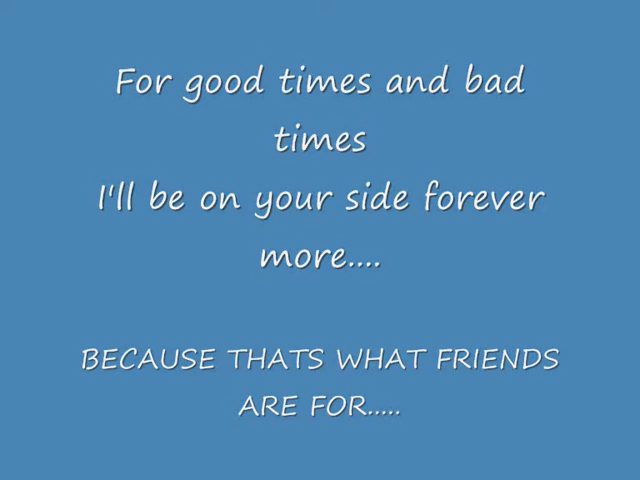 For good times and bad
times
I'll be on your side forever
more....
BECAUSE THATS WHAT FRIENDS
ARE FOR.....